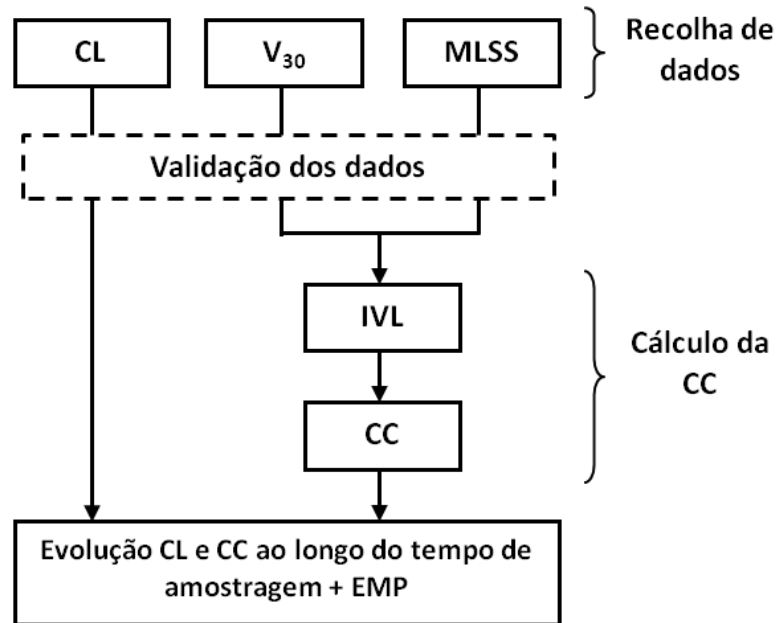 CL
V₃₀
MLSS
Recolha de
dados
Validação dos dados
IVL
Cálculo da
CC
CC
Evolução CL e CC ao longo do tempo de
amostragem + EMP